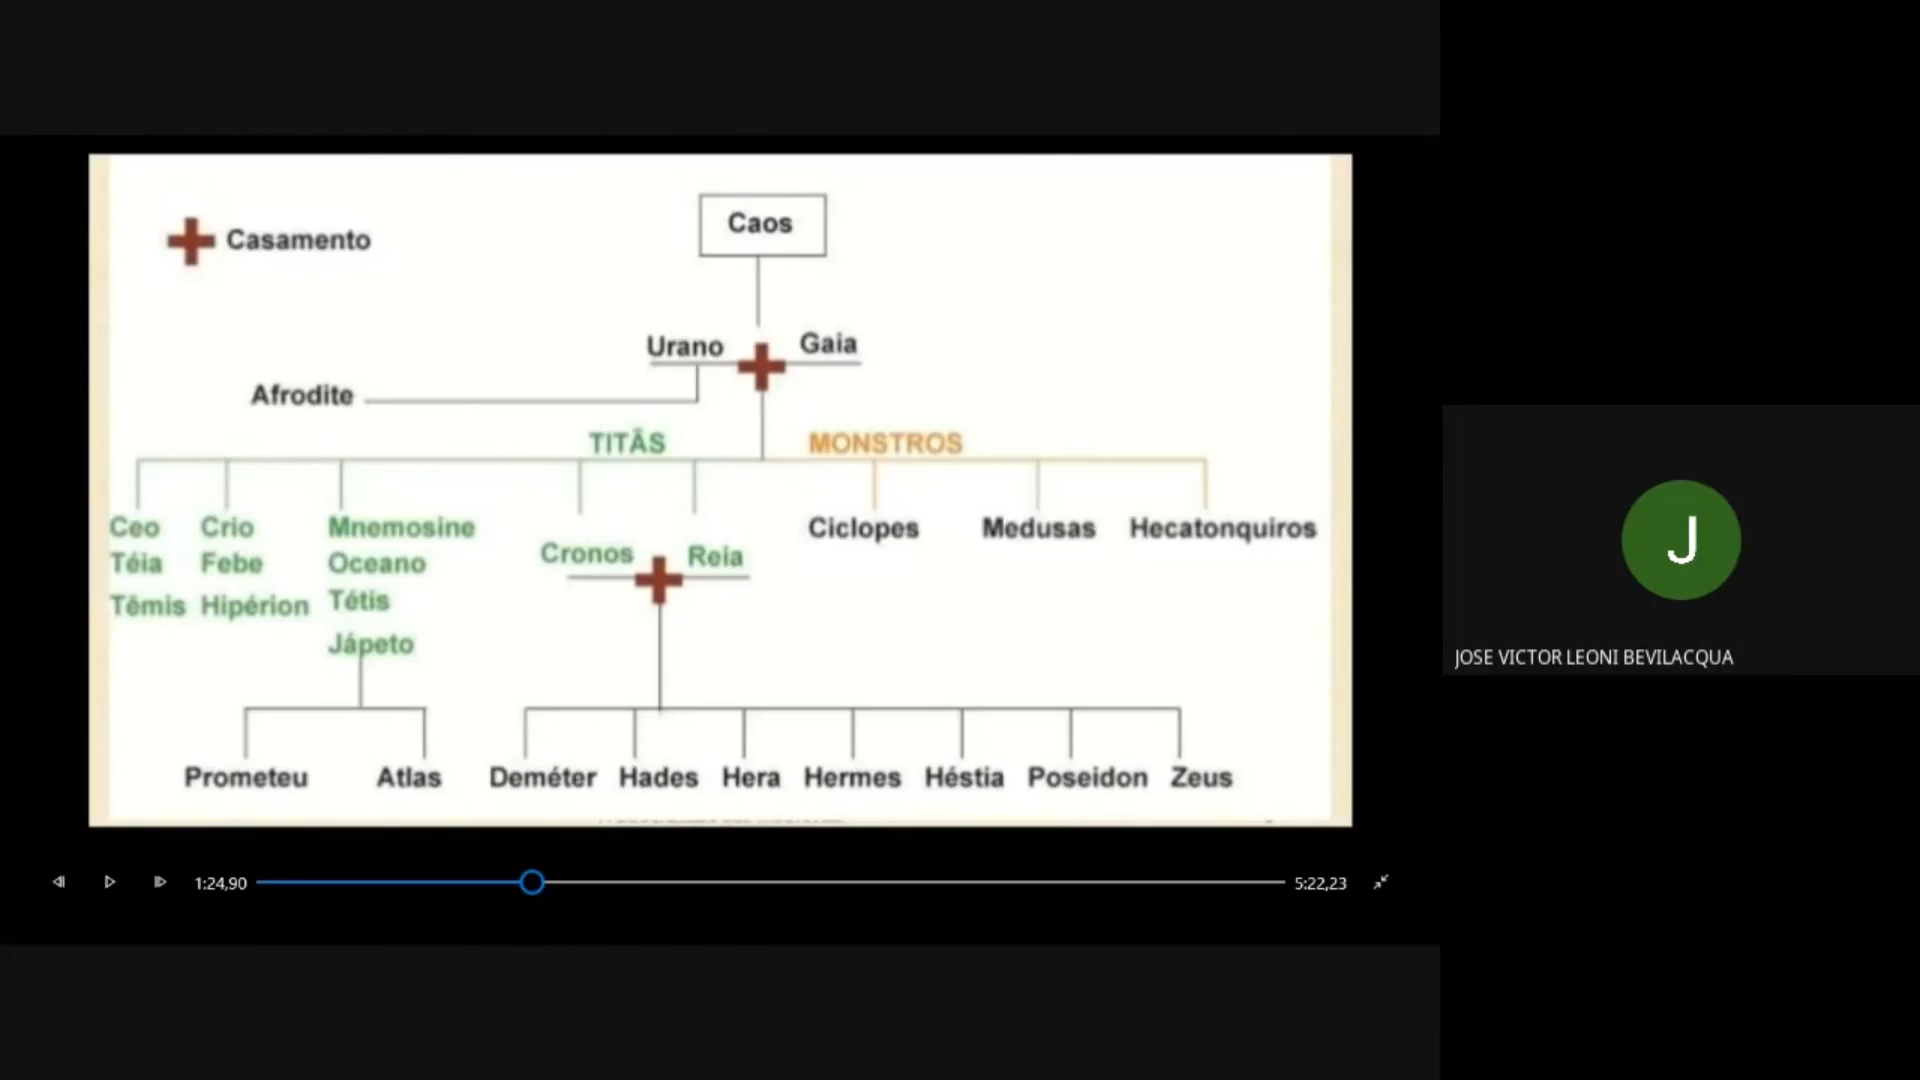 Caos
Casamento
Urano
Gaia
Afrodite
TITÃS
MONSTROS
Ceo
Crio
Mnemosine
Ciclopes
Medusas
Hecatonquiros
Téia
Febe
Oceano
Cronos
Reia
Têmis
Hipérion
Tétis
Jápeto
Prometeu
Atlas
Deméter
Hades
Hera
Hermes
Héstia
Poseidon
Zeus
1:24,90
5:22,23
J
JOSE VICTOR LEONI BEVILACQUA